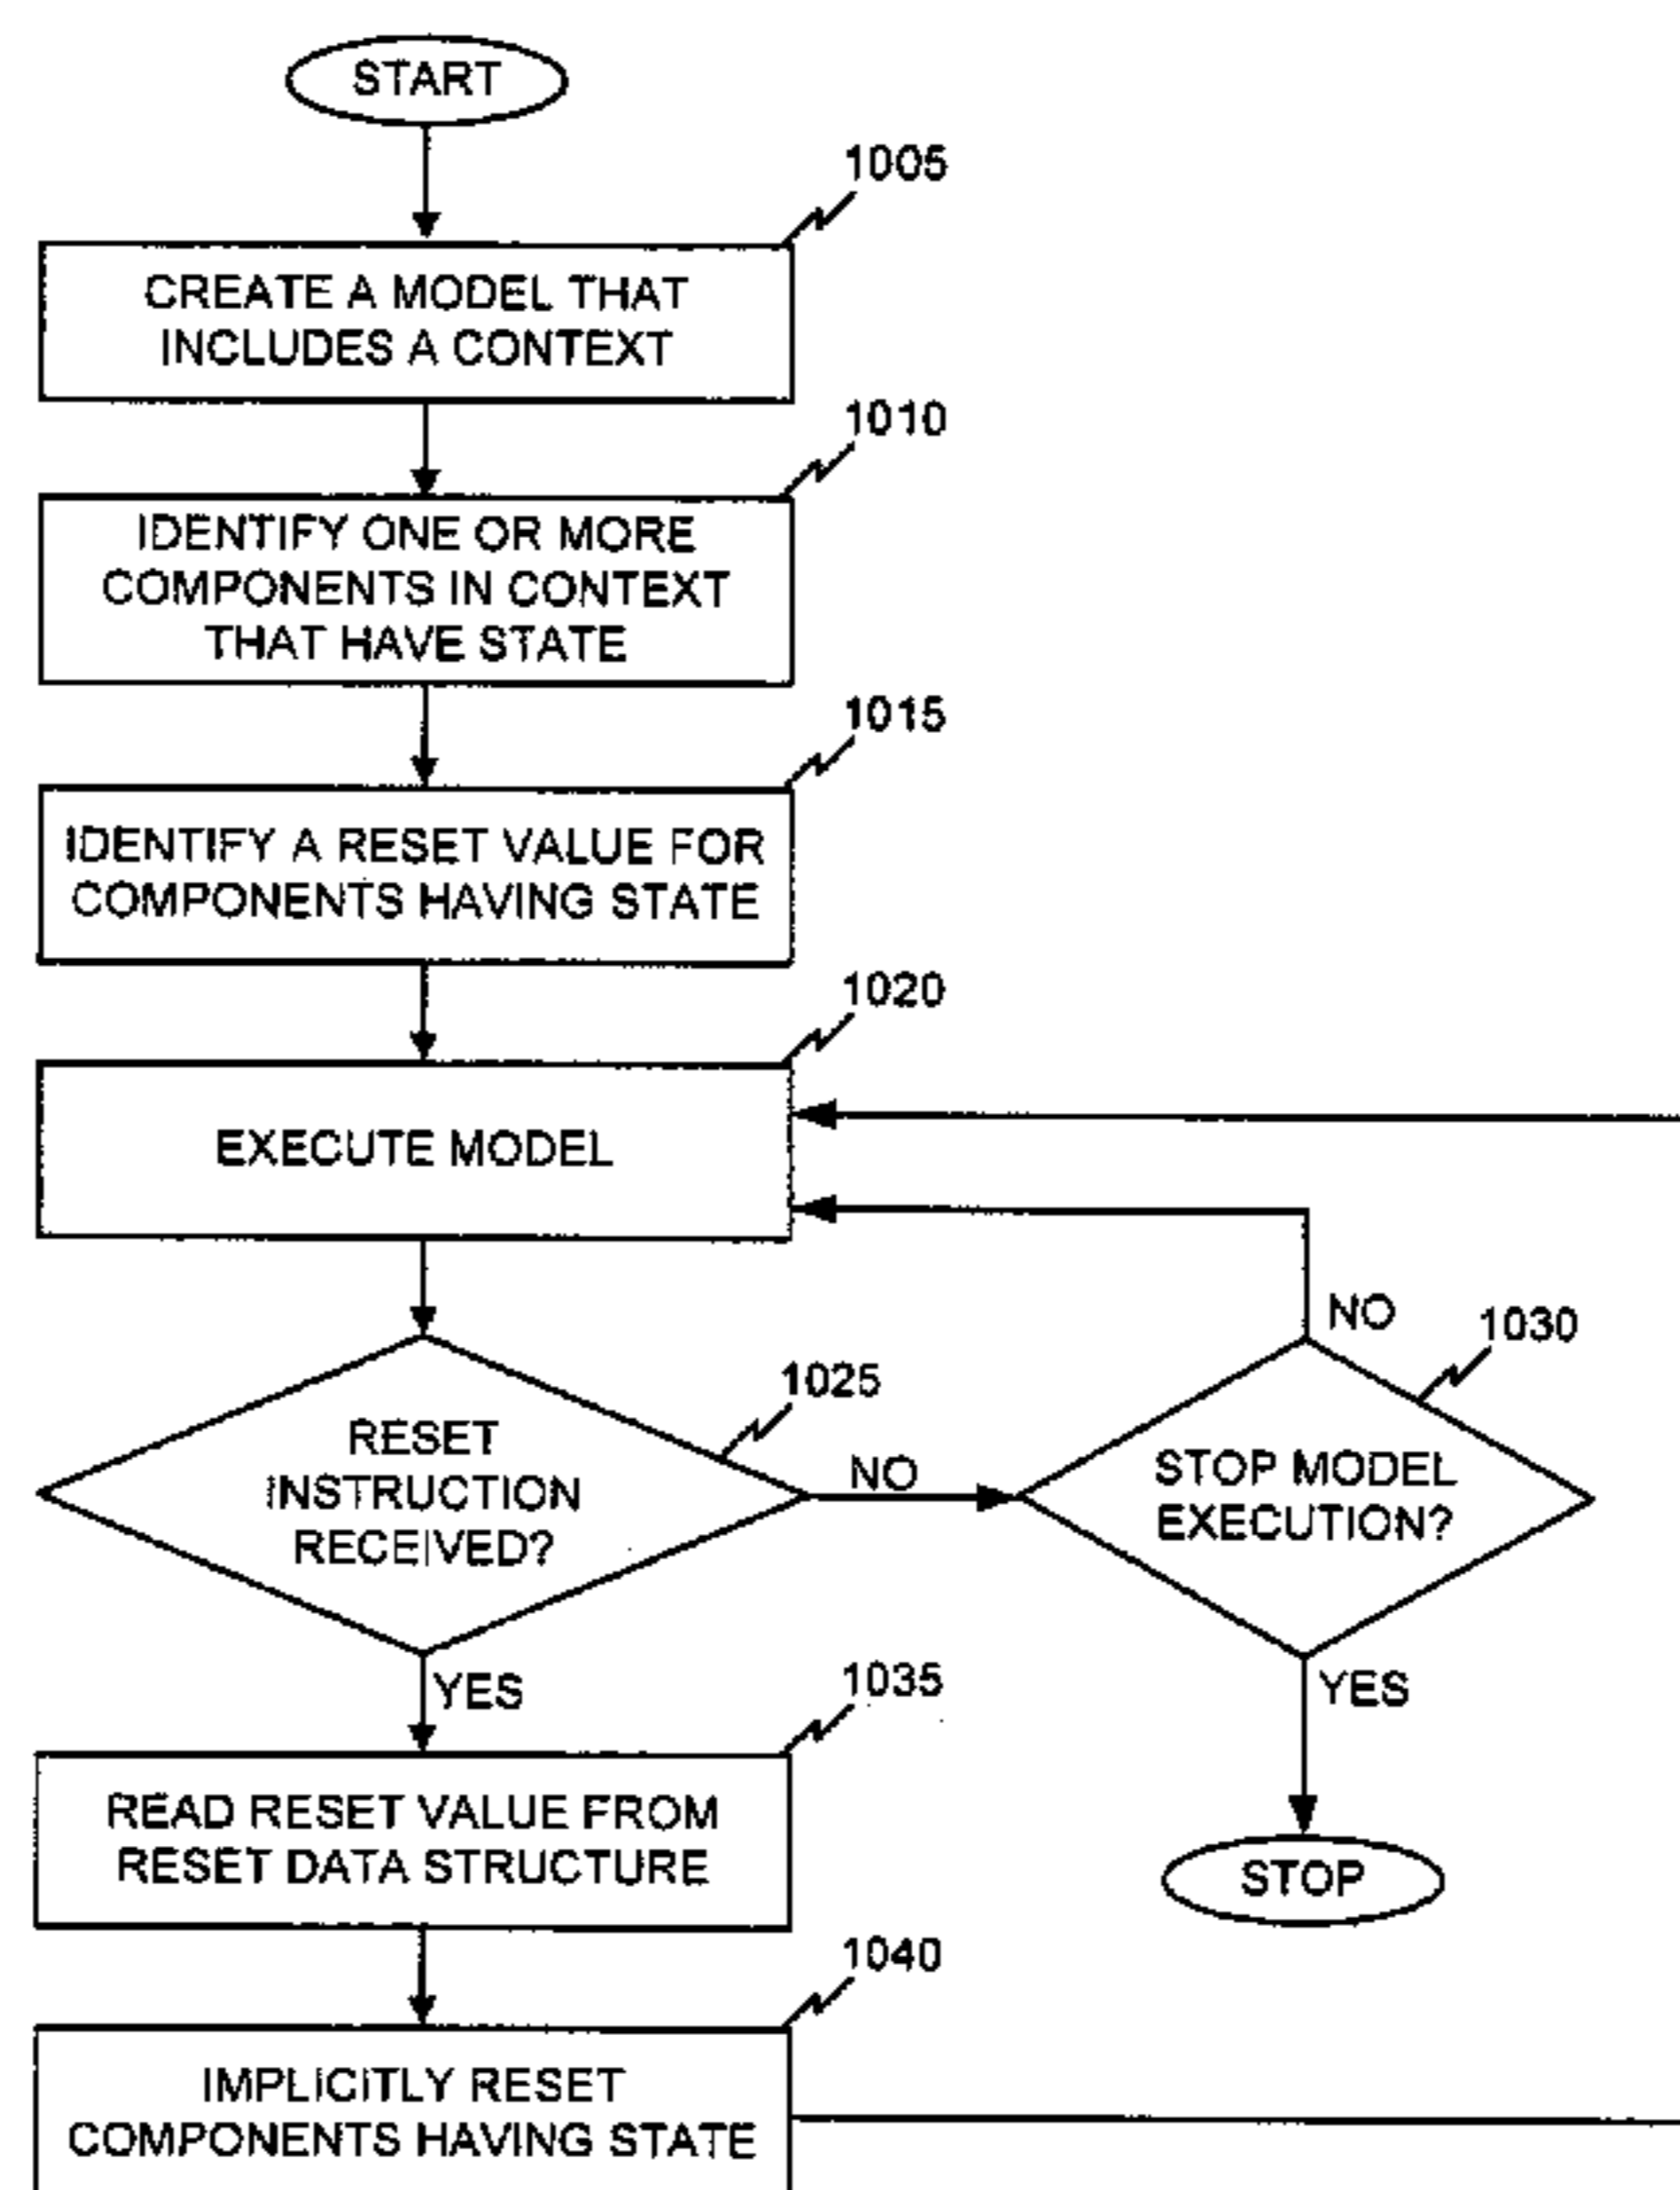 START
1005
CREATE A MODEL THAT
INCLUDES A CONTEXT
1010
IDENTIFY ONE OR MORE
COMPONENTS IN CONTEXT
THAT HAVE STATE
1015
IDENTIFY A RESET VALUE FOR
COMPONENTS HAVING STATE
1020
EXECUTE MODEL
1025
RESET
INSTRUCTION
RECEIVED?
NO
1030
STOP MODEL
EXECUTION?
NO
YES
STOP
YES
1035
READ RESET VALUE FROM
RESET DATA STRUCTURE
1040
IMPLICITLY RESET
COMPONENTS HAVING STATE